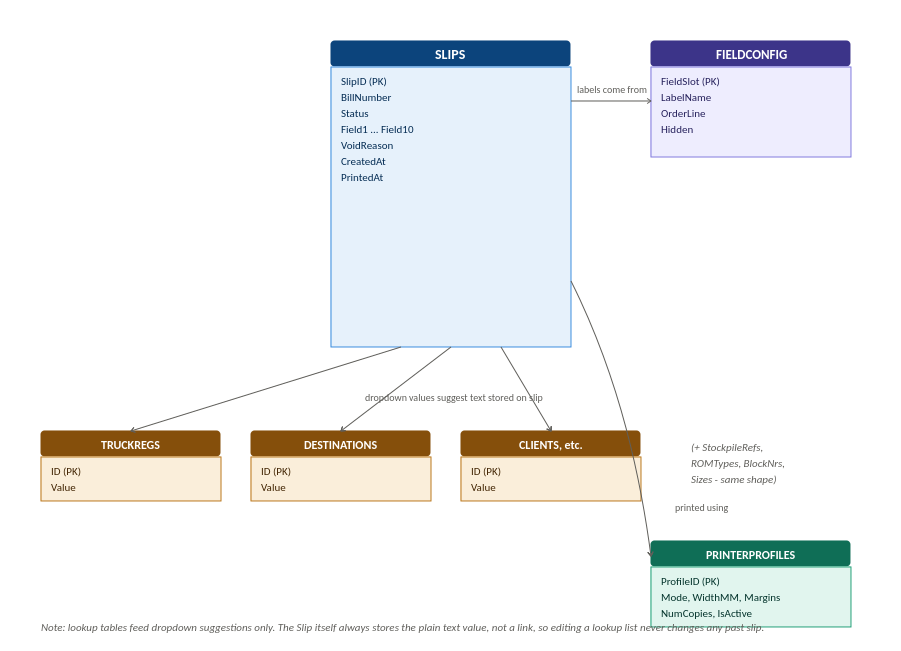 SLIPS
SlipID (PK)
BillNumber
Status
Field1 ... Field10
VoidReason
CreatedAt
PrintedAt
labels come from
FIELDCONFIG
FieldSlot (PK)
LabelName
OrderLine
Hidden
dropdown values suggest text stored on slip
TRUCKREGS
ID (PK)
Value
DESTINATIONS
ID (PK)
Value
CLIENTS, etc.
ID (PK)
Value
(+ StockpileRefs,
ROMTypes, BlockNrs,
Sizes - same shape)
printed using
PRINTERPROFILES
ProfileID (PK)
Mode, WidthMM, Margins
NumCopies, IsActive
Note: lookup tables feed dropdown suggestions only. The Slip itself always stores the plain text value, not a link, so editing a lookup list never changes any past slip.